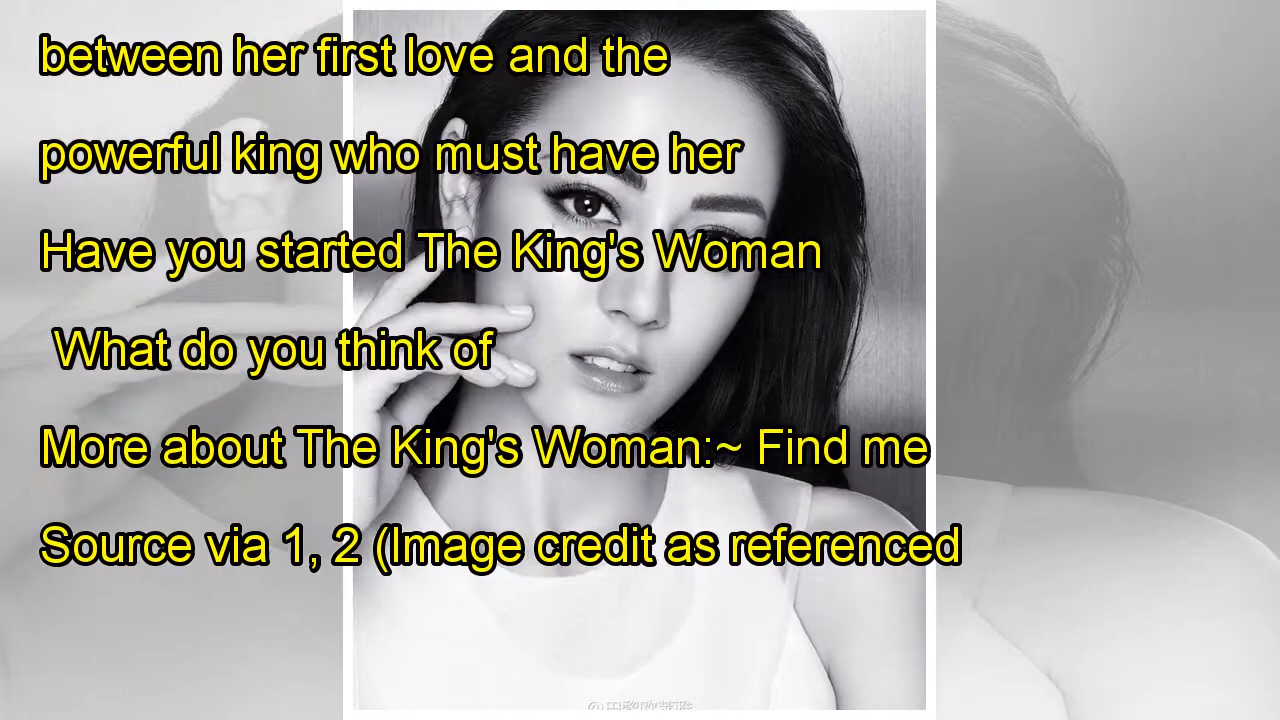 between her first love and the
powerful king who must have her
Have you started The King's Woman
What do you think of
More about The King's Woman:~ Find me
Source via 1, 2 (Image credit as referenced